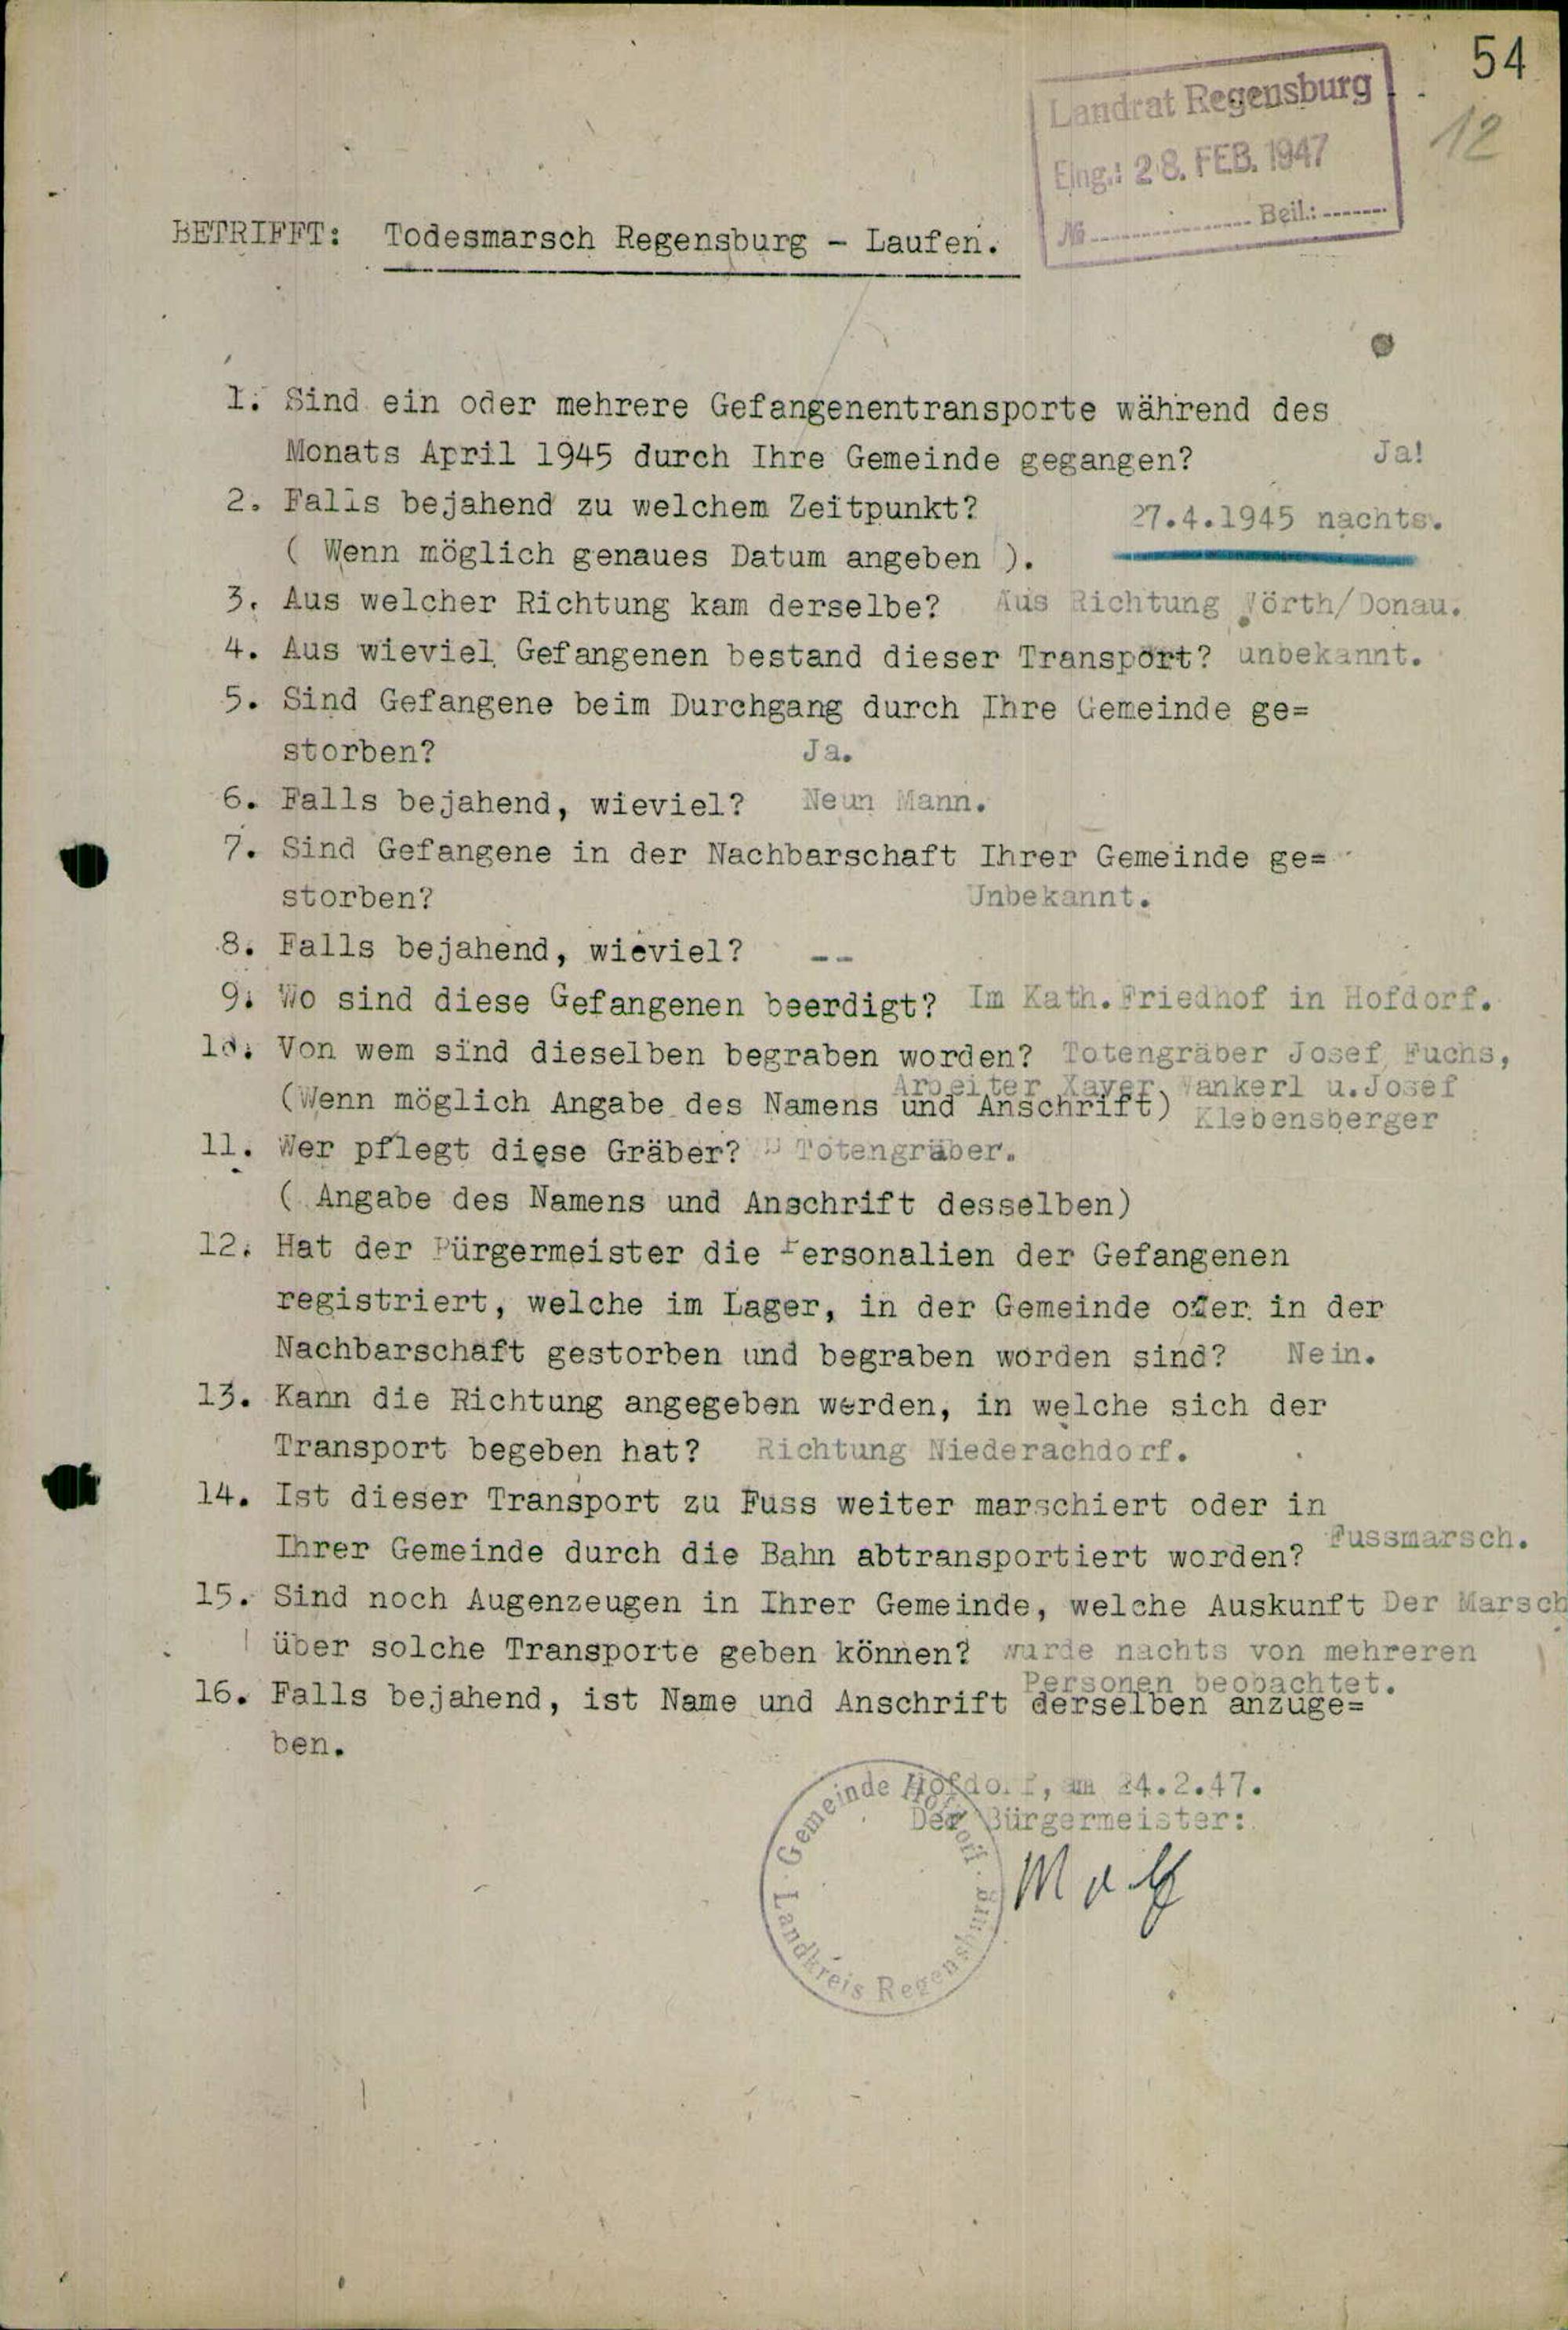 54
12
Landrat Regensburg
Eing.: 28. FEB. 1947
№ Beil.:
BETRIFFT: Todesmarsch Regensburg - Laufen.
1. Sind ein oder mehrere Gefangenentransporte während des
Monats April 1945 durch Ihre Gemeinde gegangen? Ja!
2. Falls bejahend zu welchem Zeitpunkt? 27.4.1945 nachts.
( Wenn möglich genaues Datum angeben ).
3. Aus welcher Richtung kam derselbe? Aus Richtung Wörth/Donau.
4. Aus wieviel Gefangenen bestand dieser Transport? unbekannt.
5. Sind Gefangene beim Durchgang durch Ihre Gemeinde ge=
storben? Ja.
6. Falls bejahend, wieviel? Neun Mann.
7. Sind Gefangene in der Nachbarschaft Ihrer Gemeinde ge=
storben? Unbekannt.
8. Falls bejahend, wieviel? --
9. Wo sind diese Gefangenen beerdigt? Im Kath.Friedhof in Hofdorf.
10. Von wem sind dieselben begraben worden? Totengräber Josef Fuchs,
Arbeiter Xaver Wankerl u.Josef
(Wenn möglich Angabe des Namens und Anschrift) Klebensberger
11. Wer pflegt diese Gräber? " Totengräber.
( Angabe des Namens und Anschrift desselben)
12. Hat der Bürgermeister die Personalien der Gefangenen
registriert, welche im Lager, in der Gemeinde oder in der
Nachbarschaft gestorben und begraben worden sind? Nein.
13. Kann die Richtung angegeben werden, in welche sich der
Transport begeben hat? Richtung Niederachdorf.
14. Ist dieser Transport zu Fuss weiter marschiert oder in
Ihrer Gemeinde durch die Bahn abtransportiert worden? Fussmarsch.
15. Sind noch Augenzeugen in Ihrer Gemeinde, welche Auskunft Der Marsch
über solche Transporte geben können? wurde nachts von mehreren
Personen beobachtet.
16. Falls bejahend, ist Name und Anschrift derselben anzuge=
ben.
Hofdorf, am 24.2.47.
Der Bürgermeister:
Gemeinde Hofdorf
Landkreis Regensburg